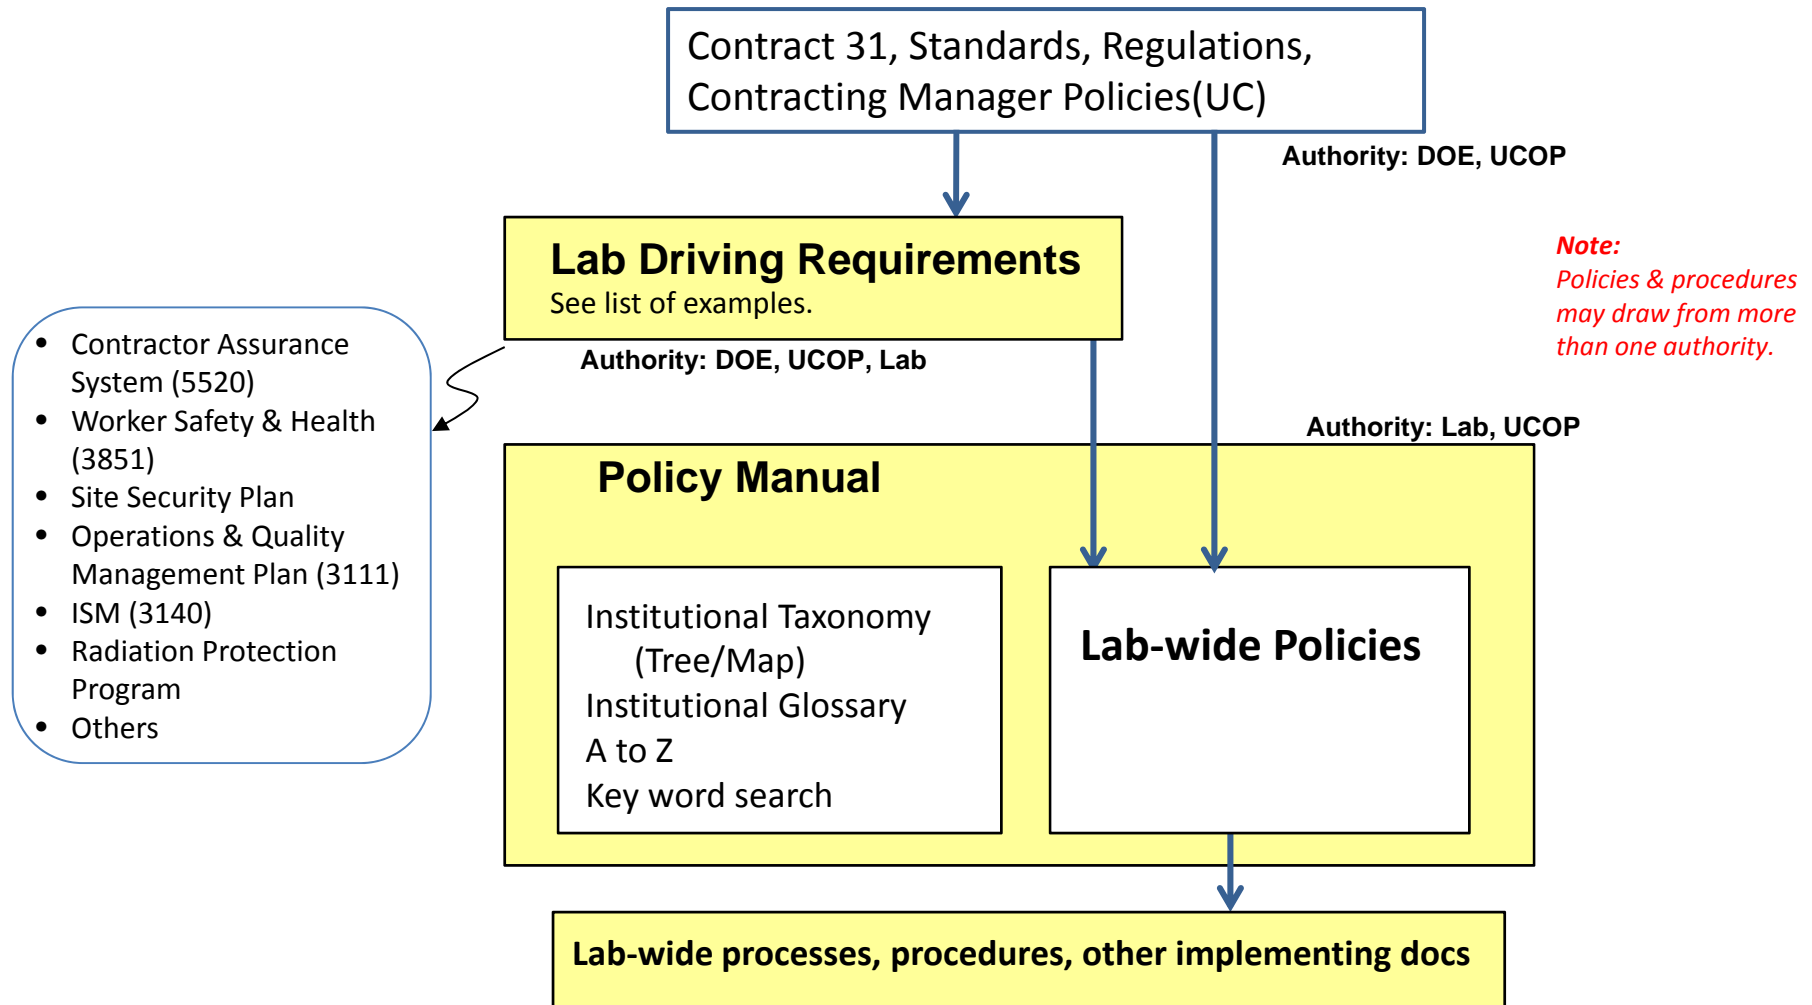 Contract 31, Standards, Regulations,
Contracting Manager Policies(UC)
Authority: DOE, UCOP
Lab Driving Requirements
See list of examples.
Authority: DOE, UCOP, Lab
Note:
Policies & procedures
may draw from more
than one authority.
• Contractor Assurance
System (5520)
• Worker Safety & Health
(3851)
• Site Security Plan
• Operations & Quality
Management Plan (3111)
• ISM (3140)
• Radiation Protection
Program
• Others
Authority: Lab, UCOP
Policy Manual
Institutional Taxonomy
(Tree/Map)
Institutional Glossary
A to Z
Key word search
Lab-wide Policies
Lab-wide processes, procedures, other implementing docs